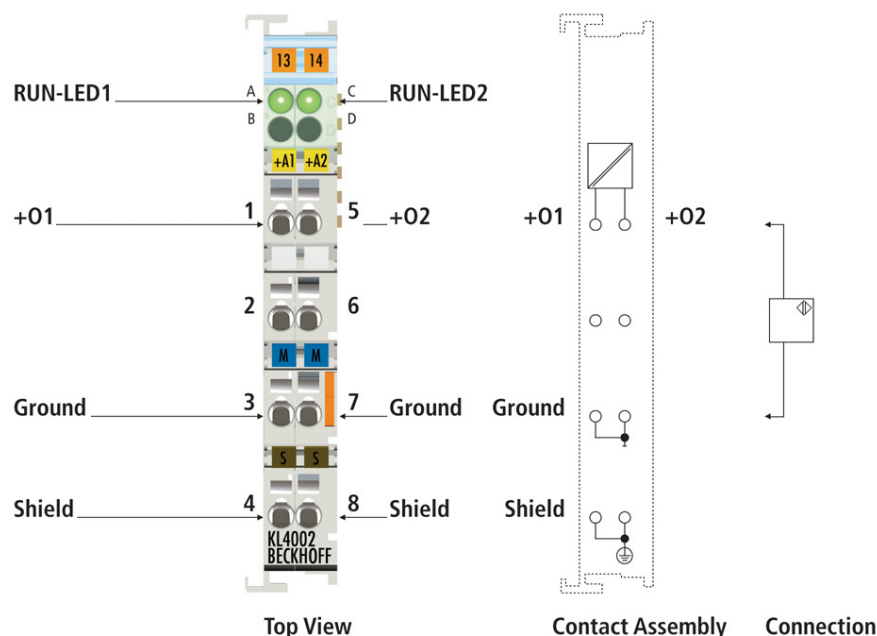 13 14
RUN-LED1 A C RUN-LED2
B D
+A1 +A2
+O1 1 5 +O2 +O1 +O2
2 6
M M
Ground 3 7 Ground Ground
S S
Shield 4 8 Shield Shield
KL4002
BECKHOFF
Top View Contact Assembly Connection